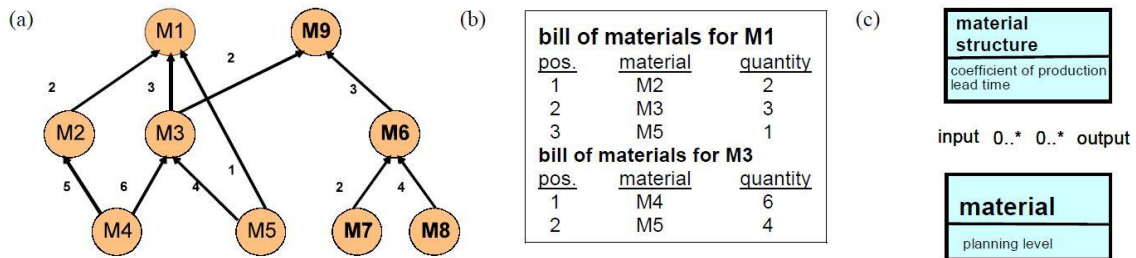 (a)
M1
M9
2
3
2
3
M2
M3
M6
5
6
4
1
2
4
M4
M5
M7
M8
(b)
bill of materials for M1
pos. material quantity
1 M2 2
2 M3 3
3 M5 1
bill of materials for M3
pos. material quantity
1 M4 6
2 M5 4
(c)
material
structure
coefficient of production
lead time
input 0..* 0..* output
material
planning level